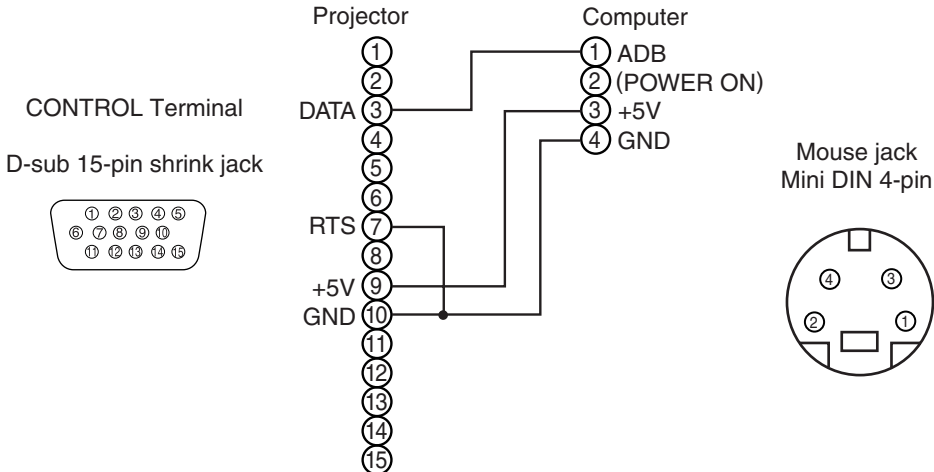 Projector
Computer
CONTROL Terminal
D-sub 15-pin shrink jack
① ② ③ ④ ⑤
⑥ ⑦ ⑧ ⑨ ⑩
⑪ ⑫ ⑬ ⑭ ⑮
①
②
DATA ③
④
⑤
⑥
RTS ⑦
⑧
+5V ⑨
GND ⑩
⑪
⑫
⑬
⑭
⑮
① ADB
② (POWER ON)
③ +5V
④ GND
Mouse jack
Mini DIN 4-pin
④ ③
② ①